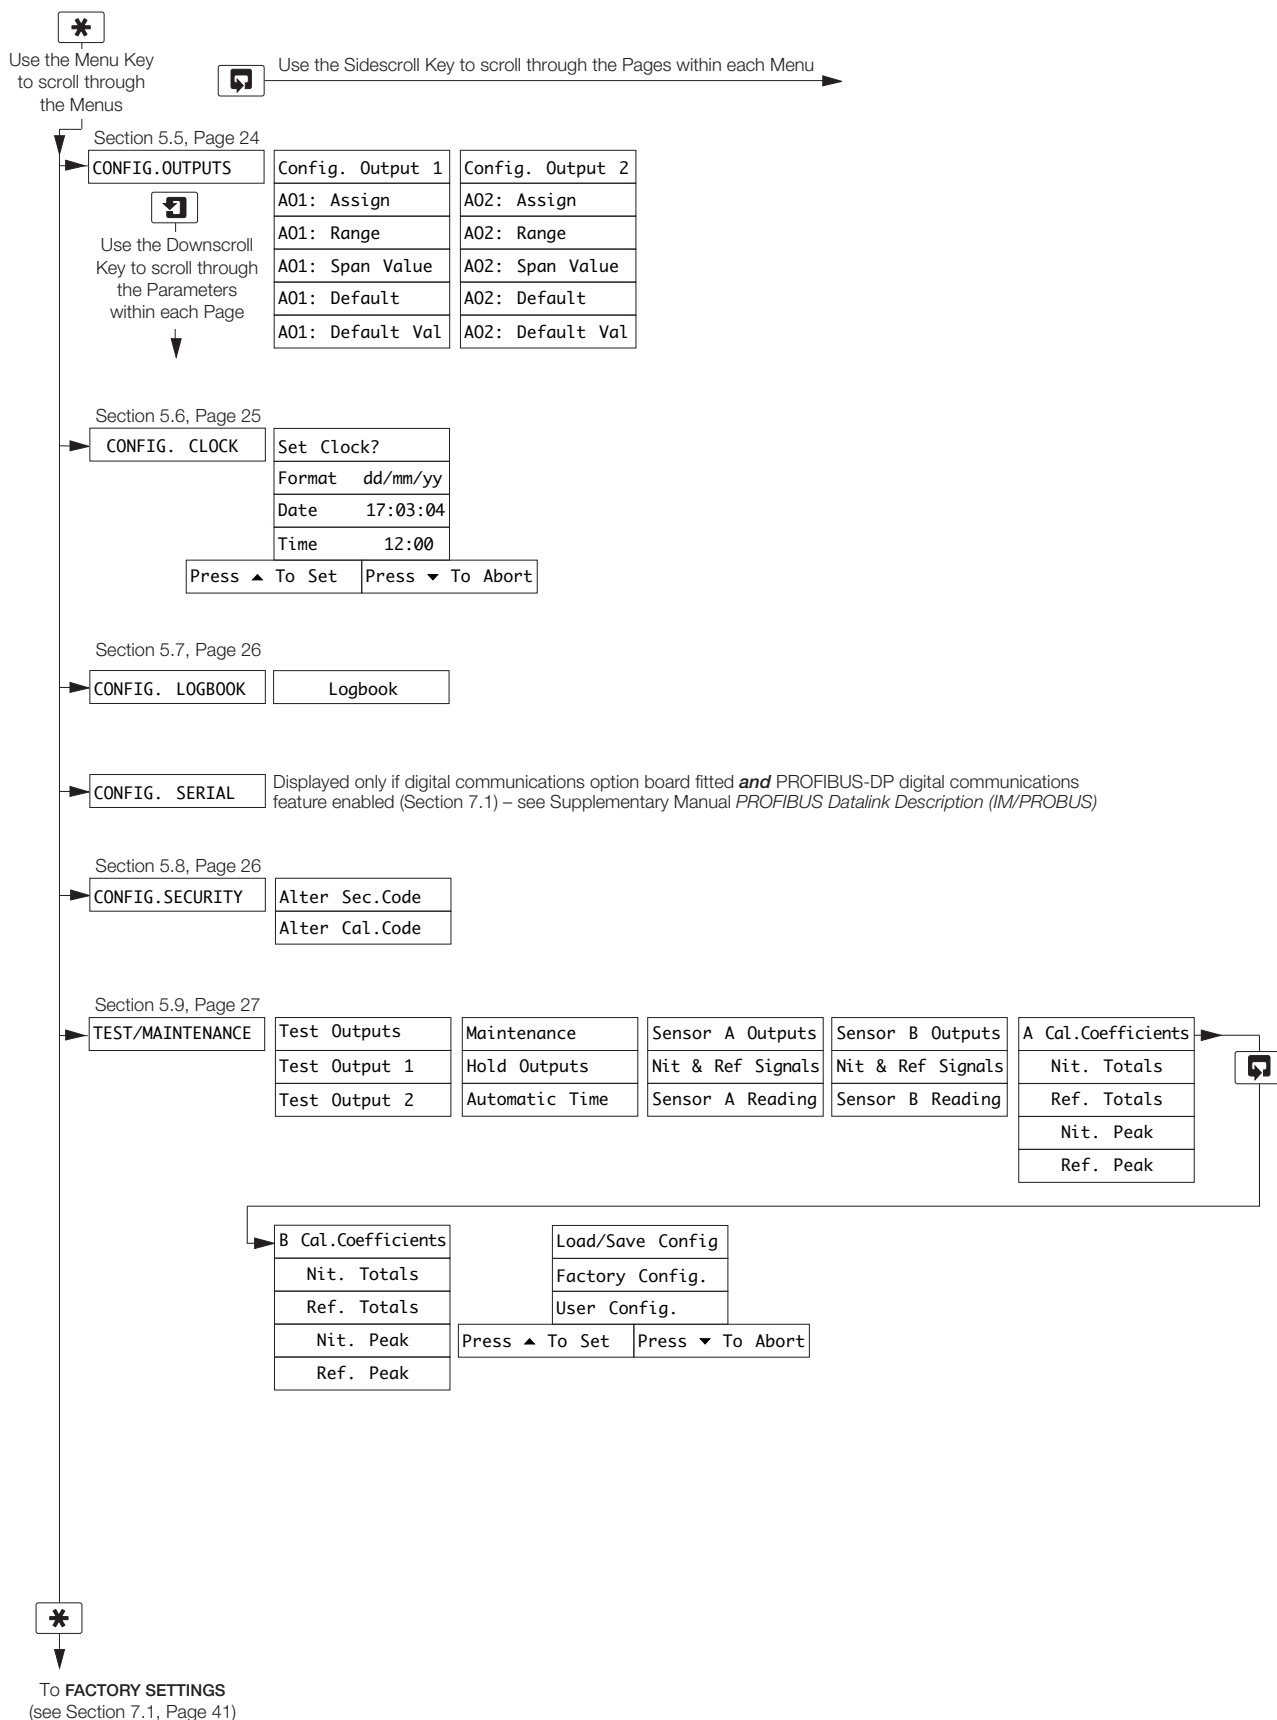 Use the Menu Key
to scroll through
the Menus
Use the Sidescroll Key to scroll through the Pages within each Menu
Section 5.5, Page 24
CONFIG.OUTPUTS
Use the Downscroll
Key to scroll through
the Parameters
within each Page
Config. Output 1
AO1: Assign
AO1: Range
AO1: Span Value
AO1: Default
AO1: Default Val
Config. Output 2
AO2: Assign
AO2: Range
AO2: Span Value
AO2: Default
AO2: Default Val
Section 5.6, Page 25
CONFIG. CLOCK
Set Clock?
Format dd/mm/yy
Date 17:03:04
Time 12:00
Press ▲ To Set
Press ▼ To Abort
Section 5.7, Page 26
CONFIG. LOGBOOK
Logbook
CONFIG. SERIAL
Displayed only if digital communications option board fitted and PROFIBUS-DP digital communications
feature enabled (Section 7.1) – see Supplementary Manual PROFIBUS Datalink Description (IM/PROBUS)
Section 5.8, Page 26
CONFIG.SECURITY
Alter Sec.Code
Alter Cal.Code
Section 5.9, Page 27
TEST/MAINTENANCE
Test Outputs
Test Output 1
Test Output 2
Maintenance
Hold Outputs
Automatic Time
Sensor A Outputs
Nit & Ref Signals
Sensor A Reading
Sensor B Outputs
Nit & Ref Signals
Sensor B Reading
A Cal.Coefficients
Nit. Totals
Ref. Totals
Nit. Peak
Ref. Peak
B Cal.Coefficients
Nit. Totals
Ref. Totals
Nit. Peak
Ref. Peak
Load/Save Config
Factory Config.
User Config.
Press ▲ To Set
Press ▼ To Abort
To FACTORY SETTINGS
(see Section 7.1, Page 41)